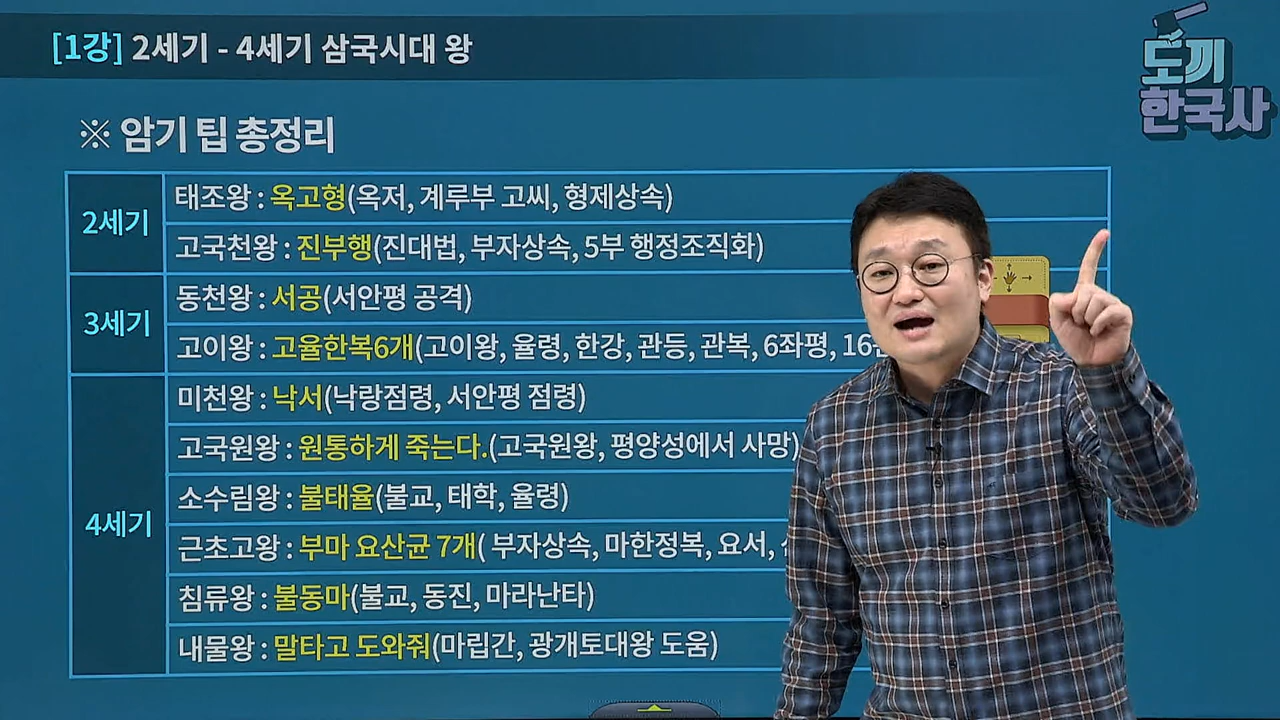 [1강] 2세기 - 4세기 삼국시대 왕
도끼
한국사
※ 암기 팁 총정리
2세기
태조왕 : 옥고형(옥저, 계루부 고씨, 형제상속)
고국천왕 : 진부행(진대법, 부자상속, 5부 행정조직화)
3세기
동천왕 : 서공(서안평 공격)
고이왕 : 고율한복6개(고이왕, 율령, 한강, 관등, 관복, 6좌평, 16
4세기
미천왕 : 낙서(낙랑점령, 서안평 점령)
고국원왕 : 원통하게 죽는다.(고국원왕, 평양성에서 사망)
소수림왕 : 불태율(불교, 태학, 율령)
근초고왕 : 부마 요산균 7개( 부자상속, 마한정복, 요서,
침류왕 : 불동마(불교, 동진, 마라난타)
내물왕 : 말타고 도와줘(마립간, 광개토대왕 도움)